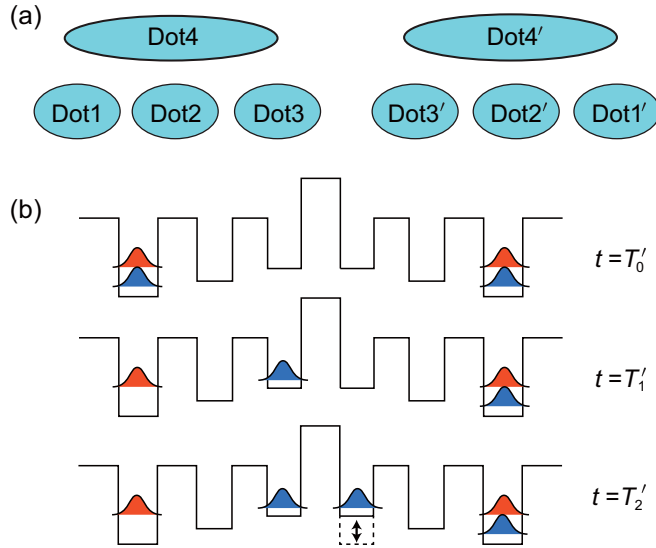 (a)
Dot4 Dot4′
Dot1 Dot2 Dot3 Dot3′ Dot2′ Dot1′
(b)
t = T₀′
t = T₁′
t = T₂′